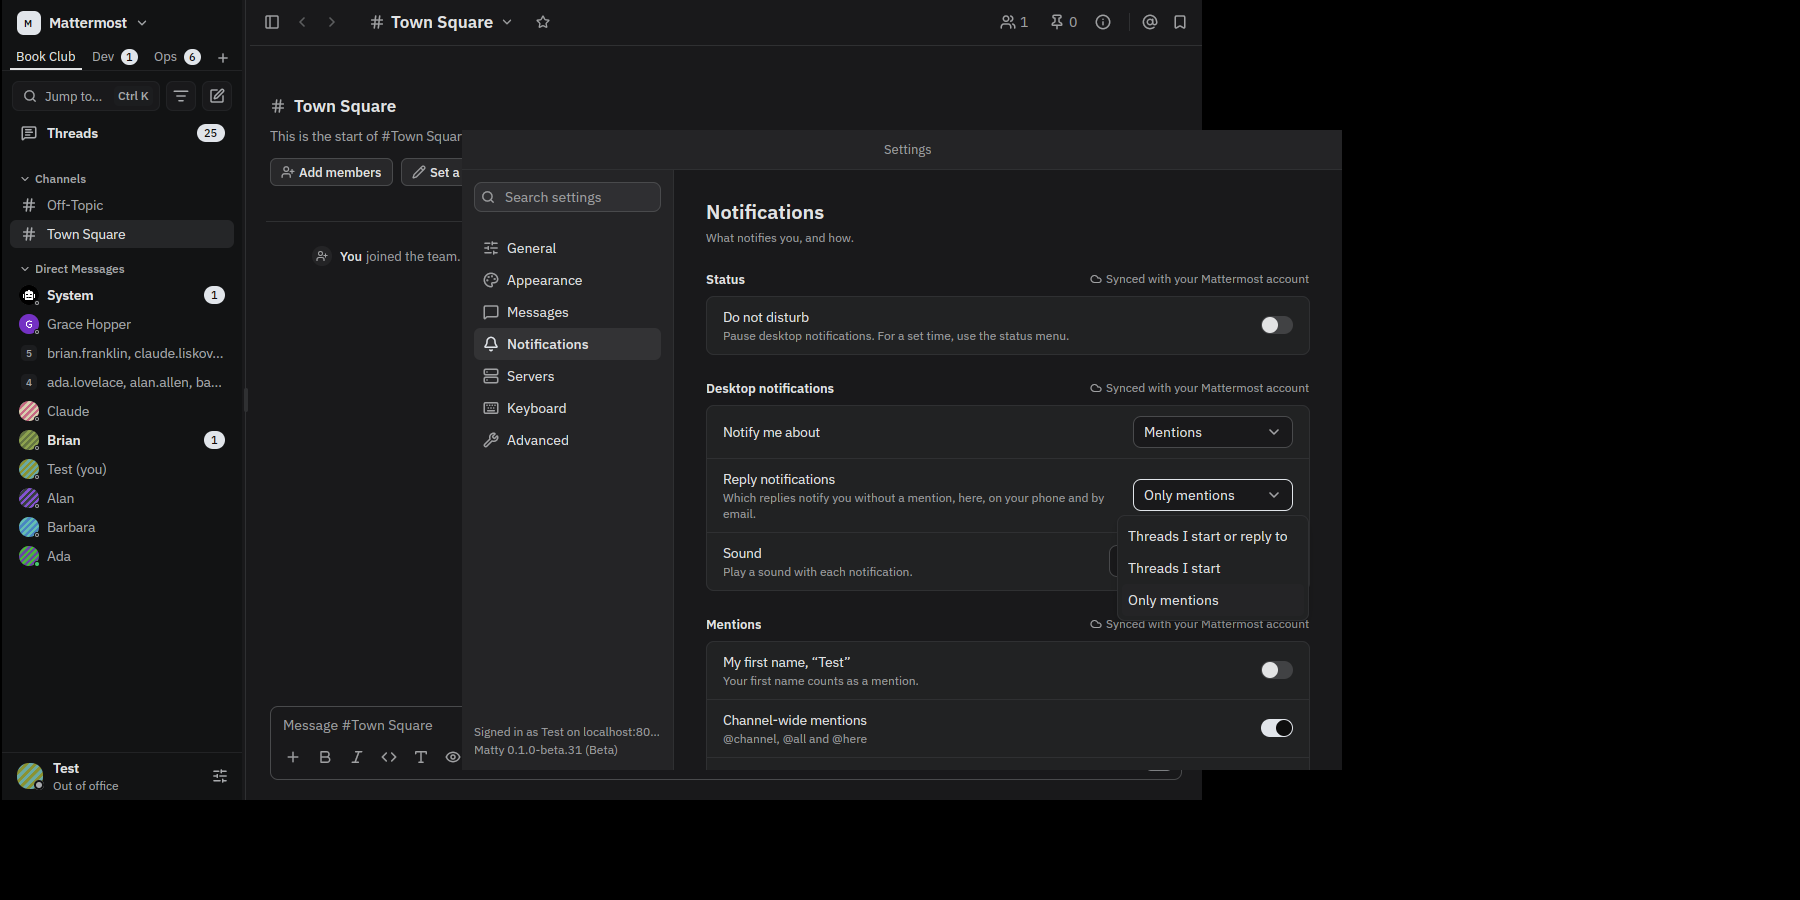 M Mattermost
Book Club Dev 1 Ops 6
Jump to... Ctrl K
Threads 25
Channels
Off-Topic
Town Square
Direct Messages
System 1
G Grace Hopper
5 brian.franklin, claude.liskov...
4 ada.lovelace, alan.allen, ba...
Claude
Brian 1
Test (you)
Alan
Barbara
Ada
Test
Out of office
# Town Square
1 0
# Town Square
This is the start of #Town Squar
Add members Set a
You joined the team.
Message #Town Square
B I T
Settings
Search settings
General
Appearance
Messages
Notifications
Servers
Keyboard
Advanced
Signed in as Test on localhost:80...
Matty 0.1.0-beta.31 (Beta)
Notifications
What notifies you, and how.
Status Synced with your Mattermost account
Do not disturb
Pause desktop notifications. For a set time, use the status menu.
Desktop notifications Synced with your Mattermost account
Notify me about Mentions
Reply notifications
Which replies notify you without a mention, here, on your phone and by
email.
Only mentions
Threads I start or reply to
Threads I start
Only mentions
Sound
Play a sound with each notification.
Mentions Synced with your Mattermost account
My first name, “Test”
Your first name counts as a mention.
Channel-wide mentions
@channel, @all and @here